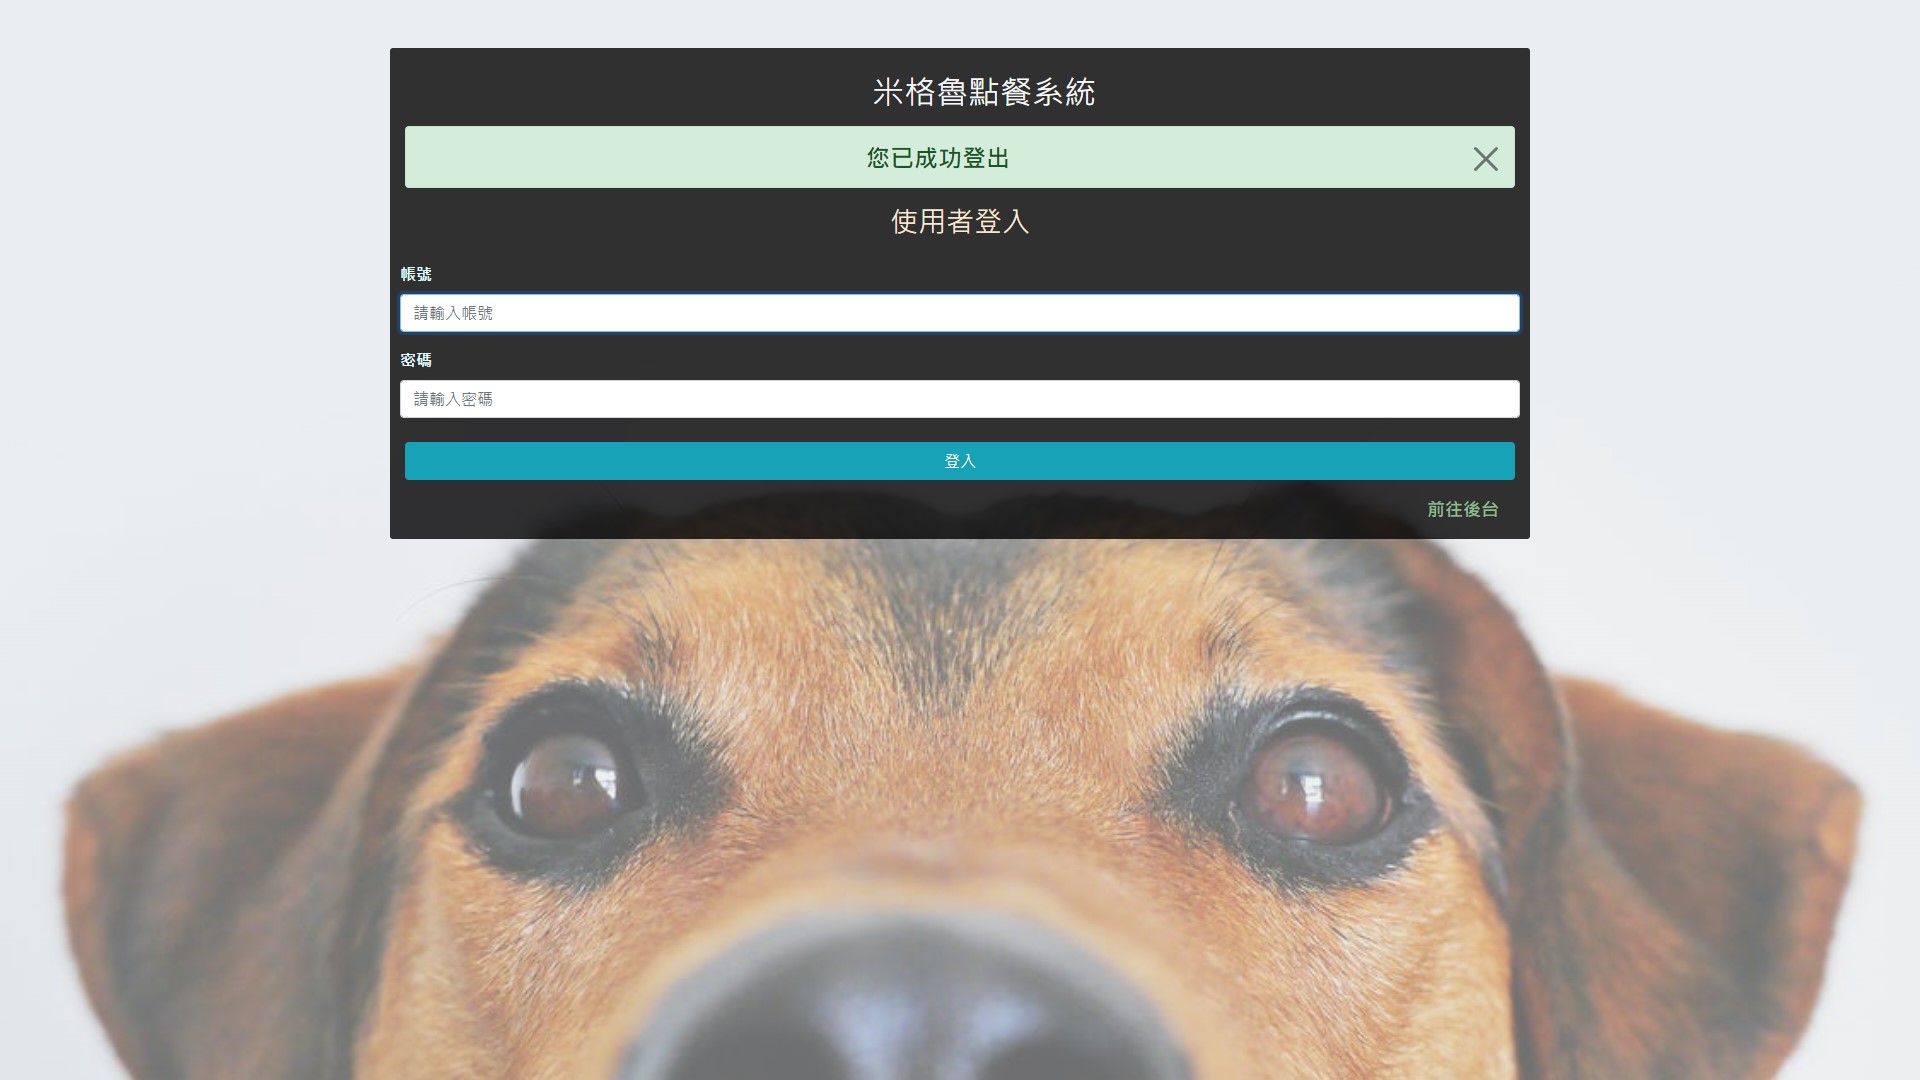 米格魯點餐系統
您已成功登出
使用者登入
帳號
請輸入帳號
密碼
請輸入密碼
登入
前往後台